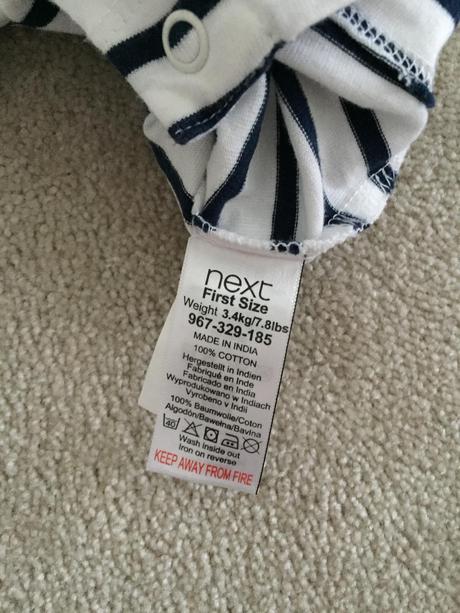 next
First Size
Weight 3.4kg/7.8lbs
967-329-185
MADE IN INDIA
100% COTTON
Hergestellt in Indien
Fabriqué en Inde
Fabricado en India
Wyprodukowano w Indiach
Vyrobeno v Indii
100% Baumwolle/Coton
Algodón/Bawełna/Bavlna
40
Wash inside out
Iron on reverse
KEEP AWAY FROM FIRE